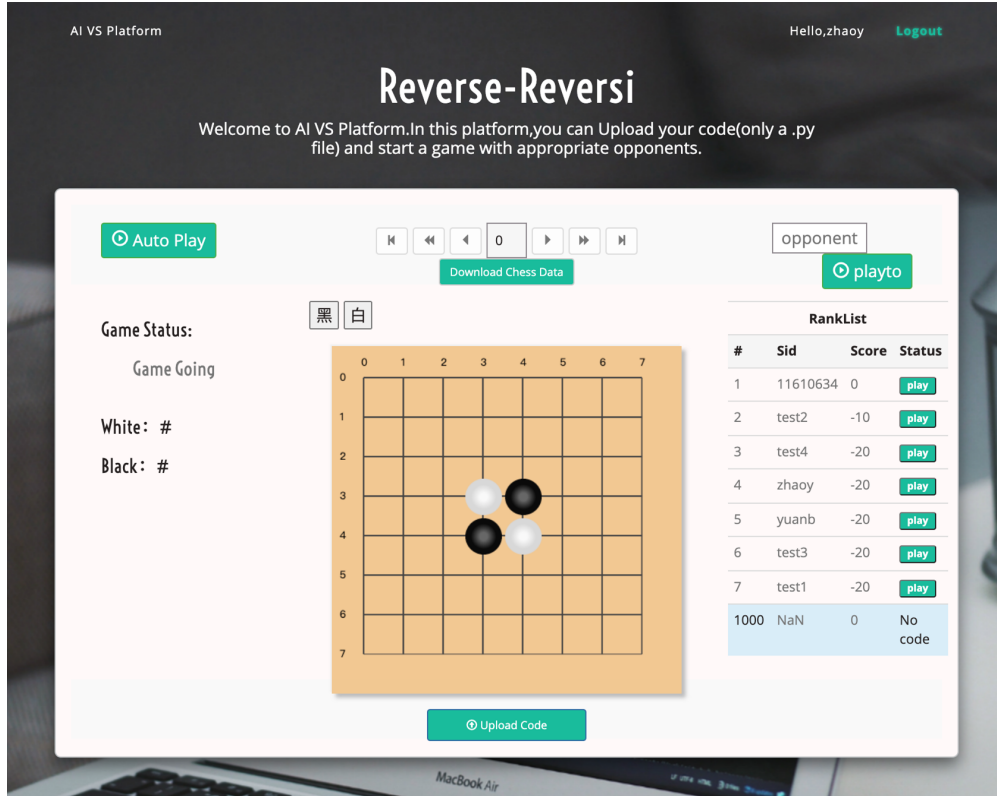 AI VS Platform
Hello,zhaoy
Logout
Reverse-Reversi
Welcome to AI VS Platform.In this platform,you can Upload your code(only a .py
file) and start a game with appropriate opponents.
Auto Play
0
opponent
Download Chess Data
playto
黑 白
Game Status:
Game Going
White: #
Black: #
0 1 2 3 4 5 6 7
0
1
2
3
4
5
6
7
RankList
# Sid Score Status
1 11610634 0 play
2 test2 -10 play
3 test4 -20 play
4 zhaoy -20 play
5 yuanb -20 play
6 test3 -20 play
7 test1 -20 play
1000 NaN 0 No
code
Upload Code
MacBook Air